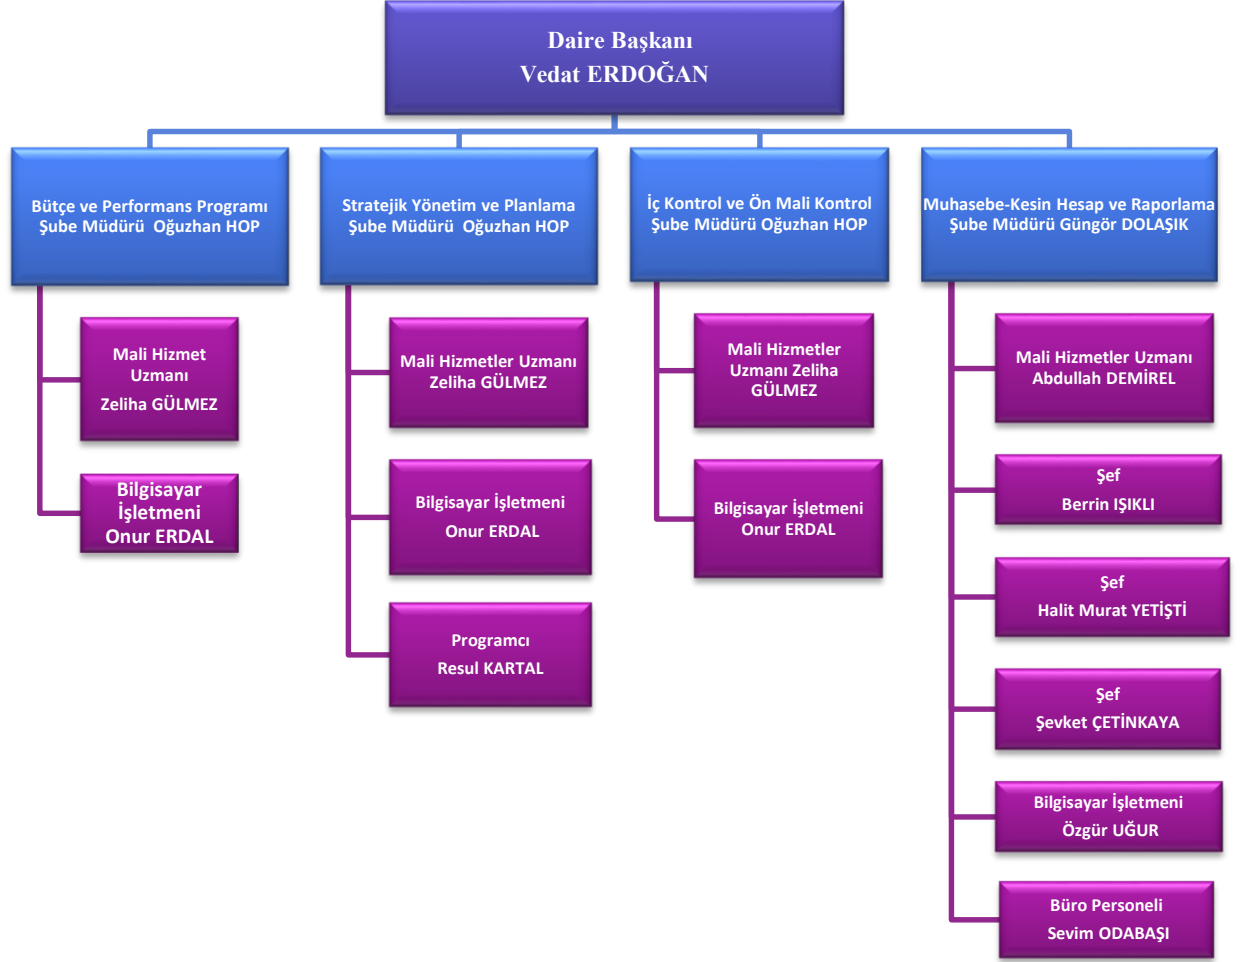 Daire Başkanı
Vedat ERDOĞAN
Bütçe ve Performans Programı
Şube Müdürü  Oğuzhan HOP
Mali Hizmet
Uzmanı
Zeliha GÜLMEZ
Bilgisayar
İşletmeni
Onur ERDAL
Stratejik Yönetim ve Planlama
Şube Müdürü  Oğuzhan HOP
Mali Hizmetler Uzmanı
Zeliha GÜLMEZ
Bilgisayar İşletmeni
Onur ERDAL
Programcı
Resul KARTAL
İç Kontrol ve Ön Mali Kontrol
Şube Müdürü Oğuzhan HOP
Mali Hizmetler
Uzmanı Zeliha
GÜLMEZ
Bilgisayar İşletmeni
Onur ERDAL
Muhasebe-Kesin Hesap ve Raporlama
Şube Müdürü Güngör DOLAŞIK
Mali Hizmetler Uzmanı
Abdullah DEMİREL
Şef
Berrin IŞIKLI
Şef
Halit Murat YETİŞTİ
Şef
Şevket ÇETİNKAYA
Bilgisayar İşletmeni
Özgür UĞUR
Büro Personeli
Sevim ODABAŞI